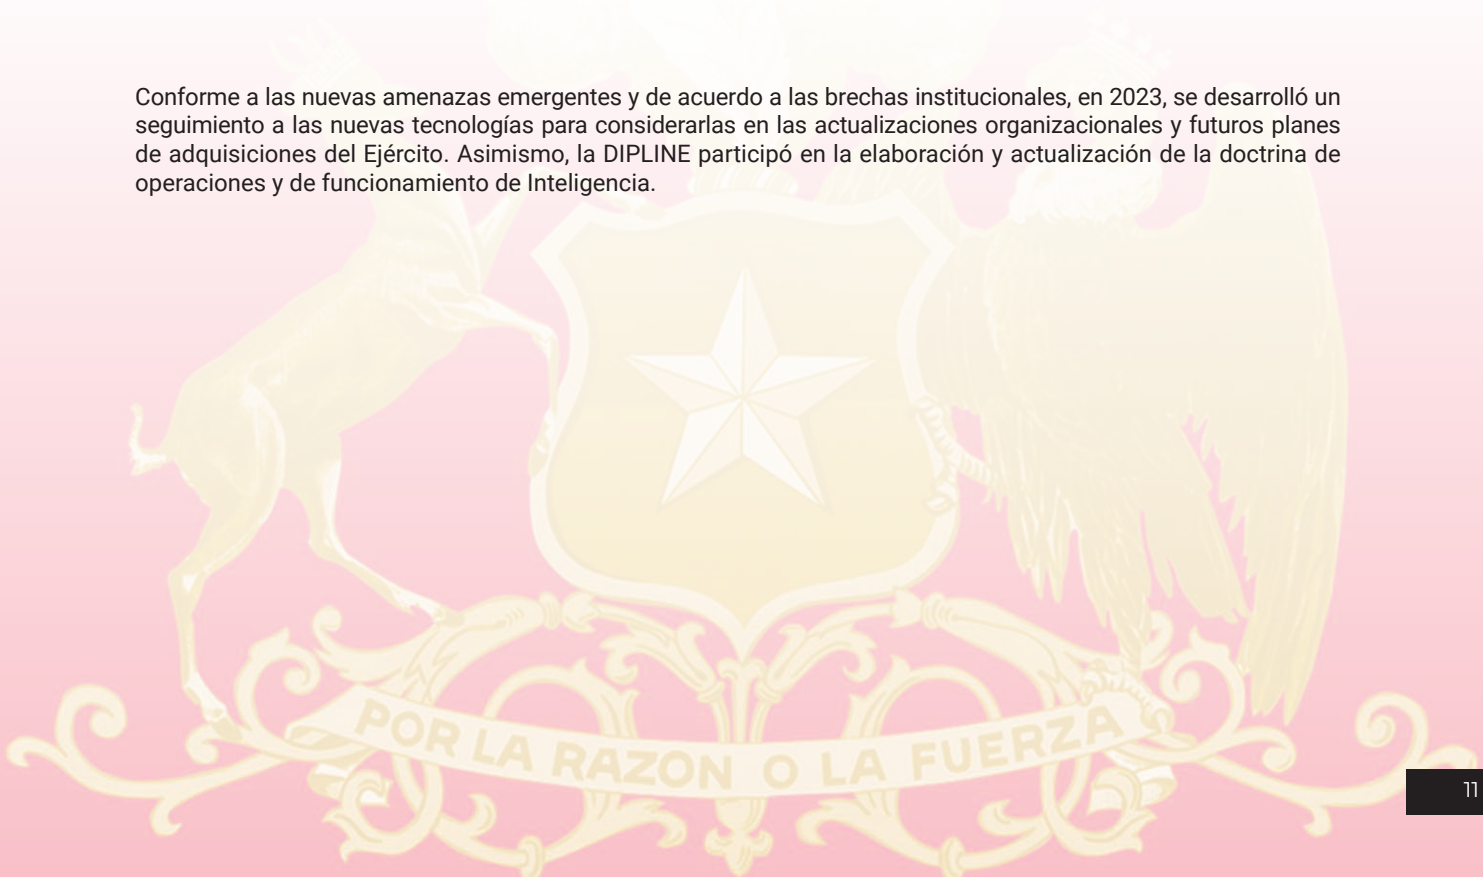 Conforme a las nuevas amenazas emergentes y de acuerdo a las brechas institucionales, en 2023, se desarrolló un
seguimiento a las nuevas tecnologías para considerarlas en las actualizaciones organizacionales y futuros planes
de adquisiciones del Ejército. Asimismo, la DIPLINE participó en la elaboración y actualización de la doctrina de
operaciones y de funcionamiento de Inteligencia.
POR LA RAZON O LA FUERZA
11